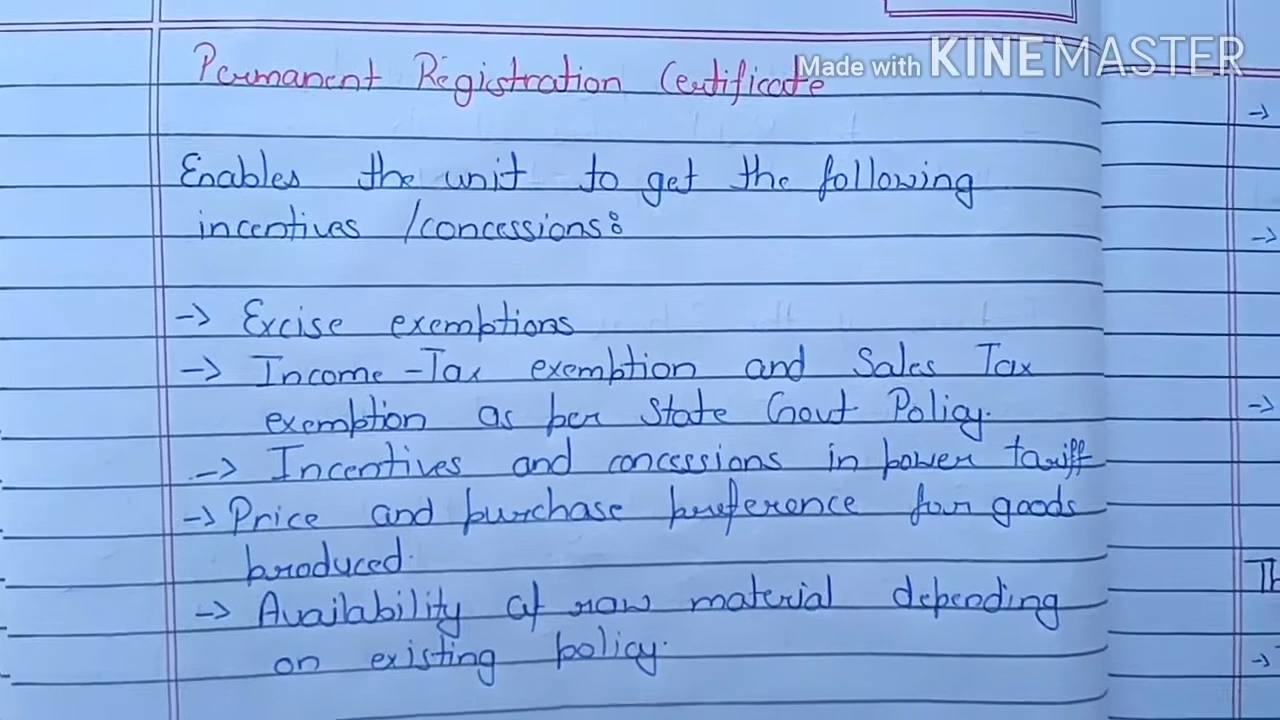 Made with KINEMASTER
Permanent Registration Certificate
Enables the unit to get the following
incentives /concessions:
-> Excise exemptions
-> Income-Tax exemption and Sales Tax
exemption as per State Govt Policy.
-> Incentives and concessions in power tariff
-> Price and purchase preference for goods
produced.
-> Availability of raw material depending
on existing policy.
->
->
->
Th
->